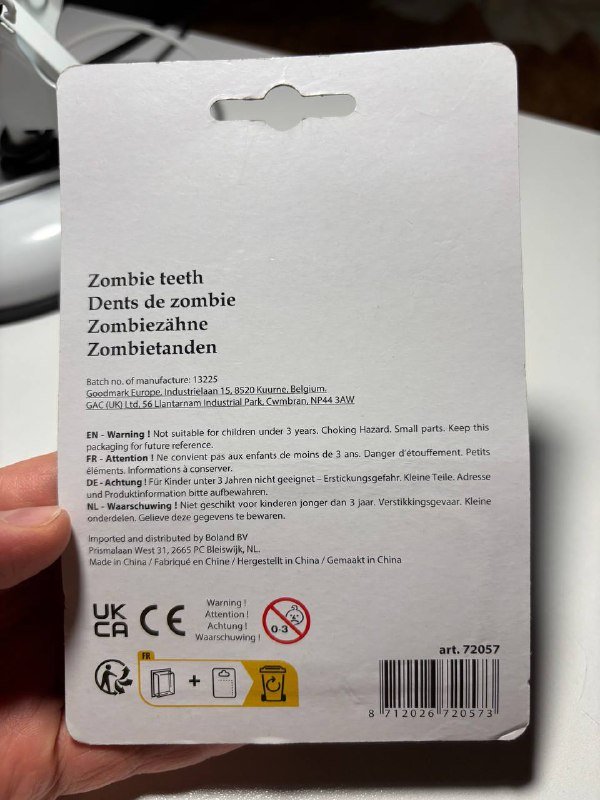 Zombie teeth
Dents de zombie
Zombiezähne
Zombietanden
Batch no. of manufacture: 13225
Goodmark Europe, Industrielaan 15, 8520 Kuurne, Belgium.
GAC (UK) Ltd, 56 Llantarnam Industrial Park, Cwmbran, NP44 3AW
EN - Warning ! Not suitable for children under 3 years. Choking Hazard. Small parts. Keep this
packaging for future reference.
FR - Attention ! Ne convient pas aux enfants de moins de 3 ans. Danger d'étouffement. Petits
éléments. Informations à conserver.
DE - Achtung ! Für Kinder unter 3 Jahren nicht geeignet – Erstickungsgefahr. Kleine Teile. Adresse
und Produktinformation bitte aufbewahren.
NL - Waarschuwing ! Niet geschikt voor kinderen jonger dan 3 jaar. Verstikkingsgevaar. Kleine
onderdelen. Gelieve deze gegevens te bewaren.
Imported and distributed by Boland BV
Prismalaan West 31, 2665 PC Bleiswijk, NL.
Made in China / Fabriqué en Chine / Hergestellt in China / Gemaakt in China
UK
CA
CE
Warning !
Attention !
Achtung !
Waarschuwing !
0-3
FR
+
art. 72057
8 712026 720573